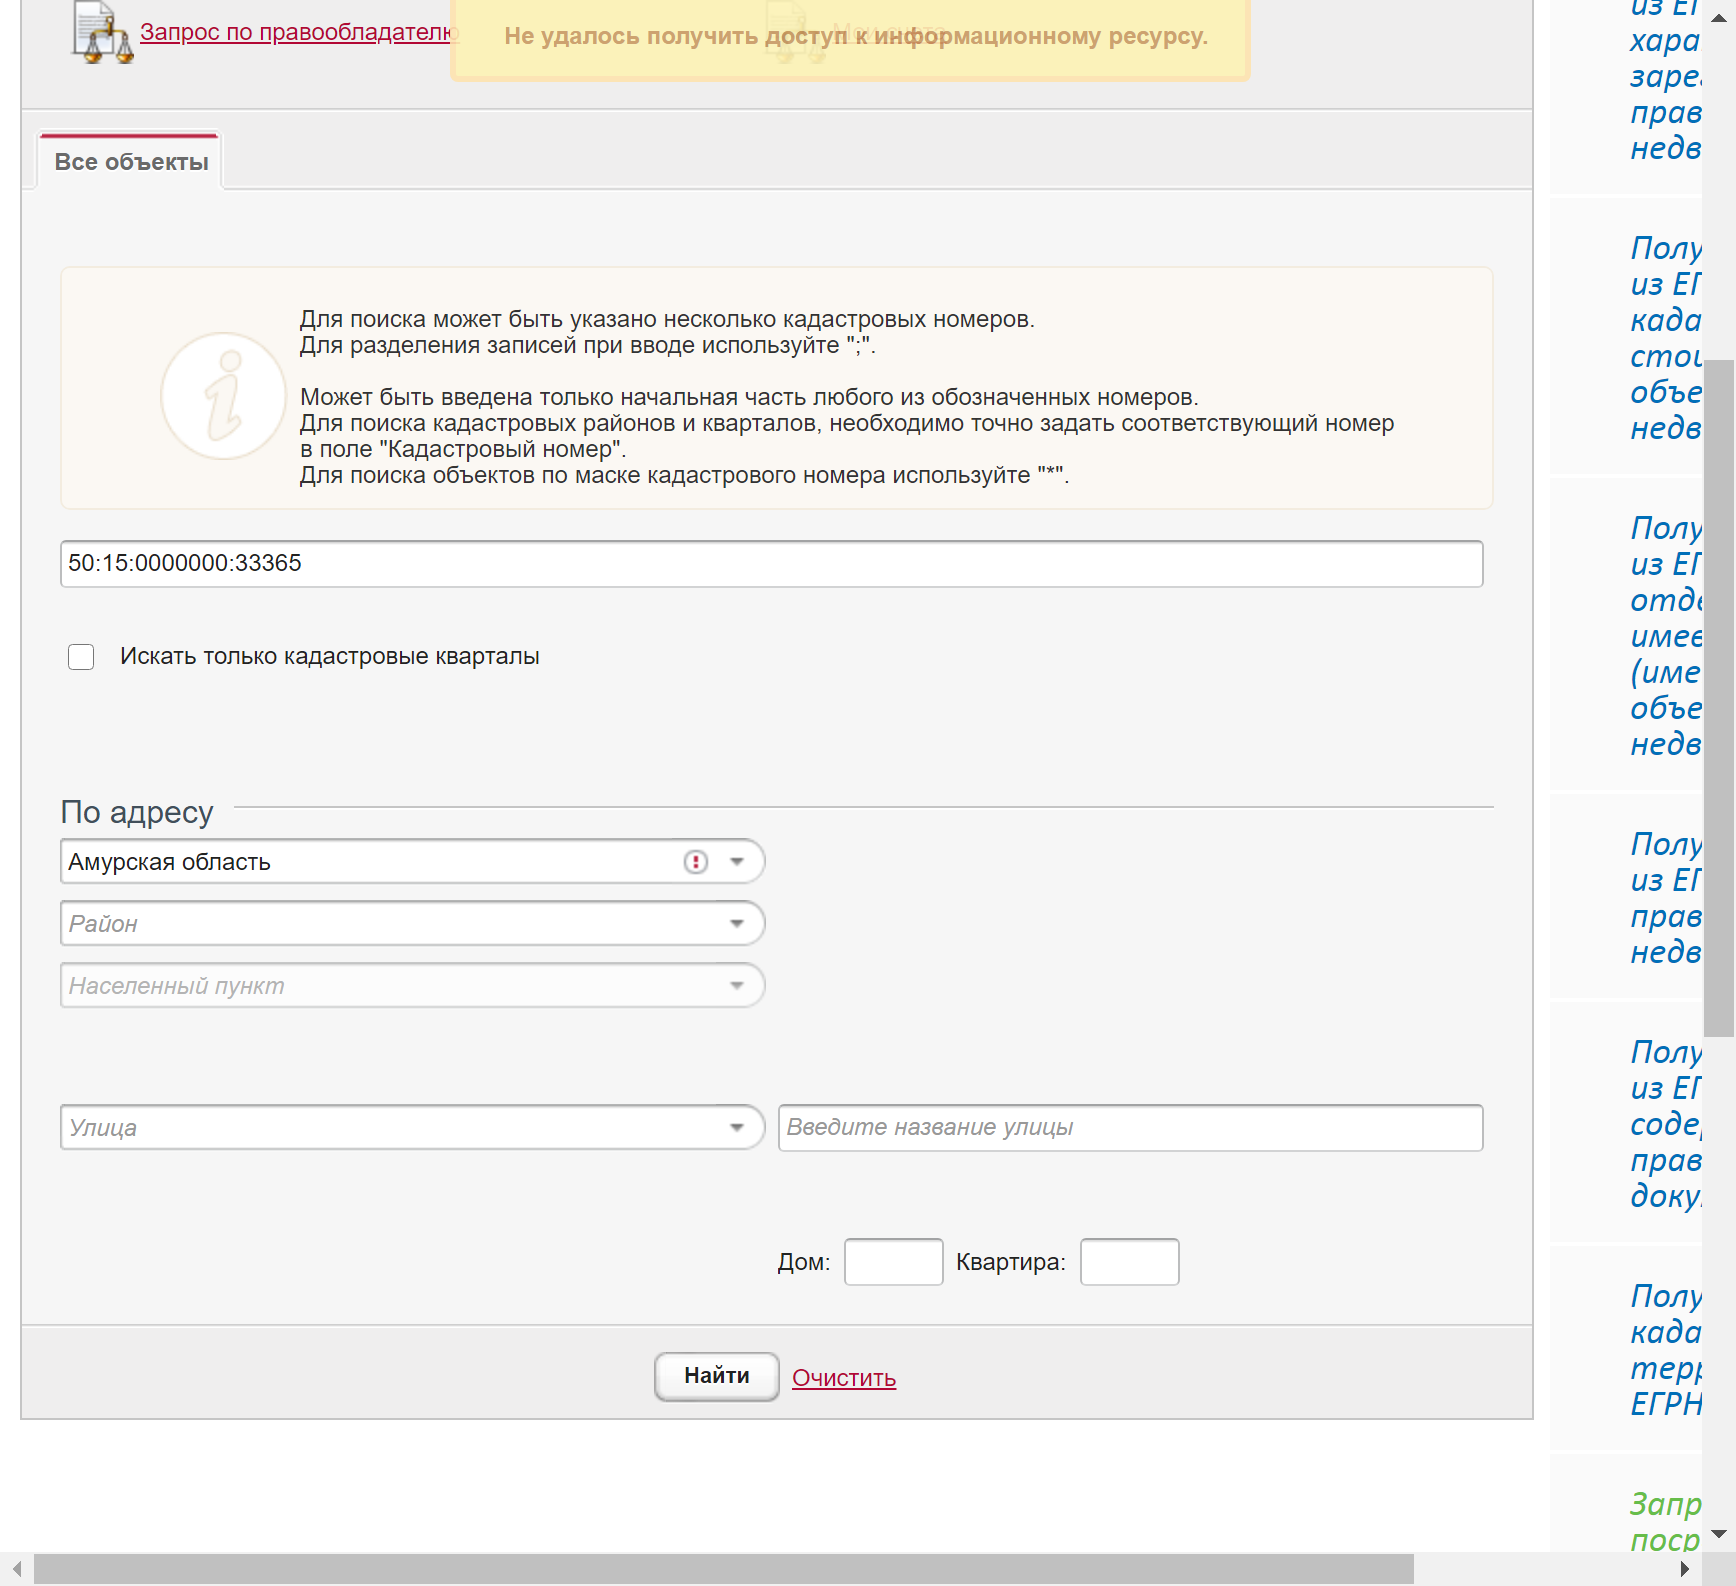 Запрос по правообладателю
Не удалось получить доступ к информационному ресурсу.
Все объекты
Для поиска может быть указано несколько кадастровых номеров.
Для разделения записей при вводе используйте ";".
Может быть введена только начальная часть любого из обозначенных номеров.
Для поиска кадастровых районов и кварталов, необходимо точно задать соответствующий номер
в поле "Кадастровый номер".
Для поиска объектов по маске кадастрового номера используйте "*".
50:15:0000000:33365
Искать только кадастровые кварталы
По адресу
Амурская область
Район
Населенный пункт
Улица
Введите название улицы
Дом:
Квартира:
Найти
Очистить
из ЕГ
хара
заре
прав
недв
Полу
из ЕГ
када
стои
объе
недв
Полу
из ЕГ
отде
имее
(име
объе
недв
Полу
из ЕГ
прав
недв
Полу
из ЕГ
соде
прав
доку
Полу
када
терр
ЕГРН
Запр
поср